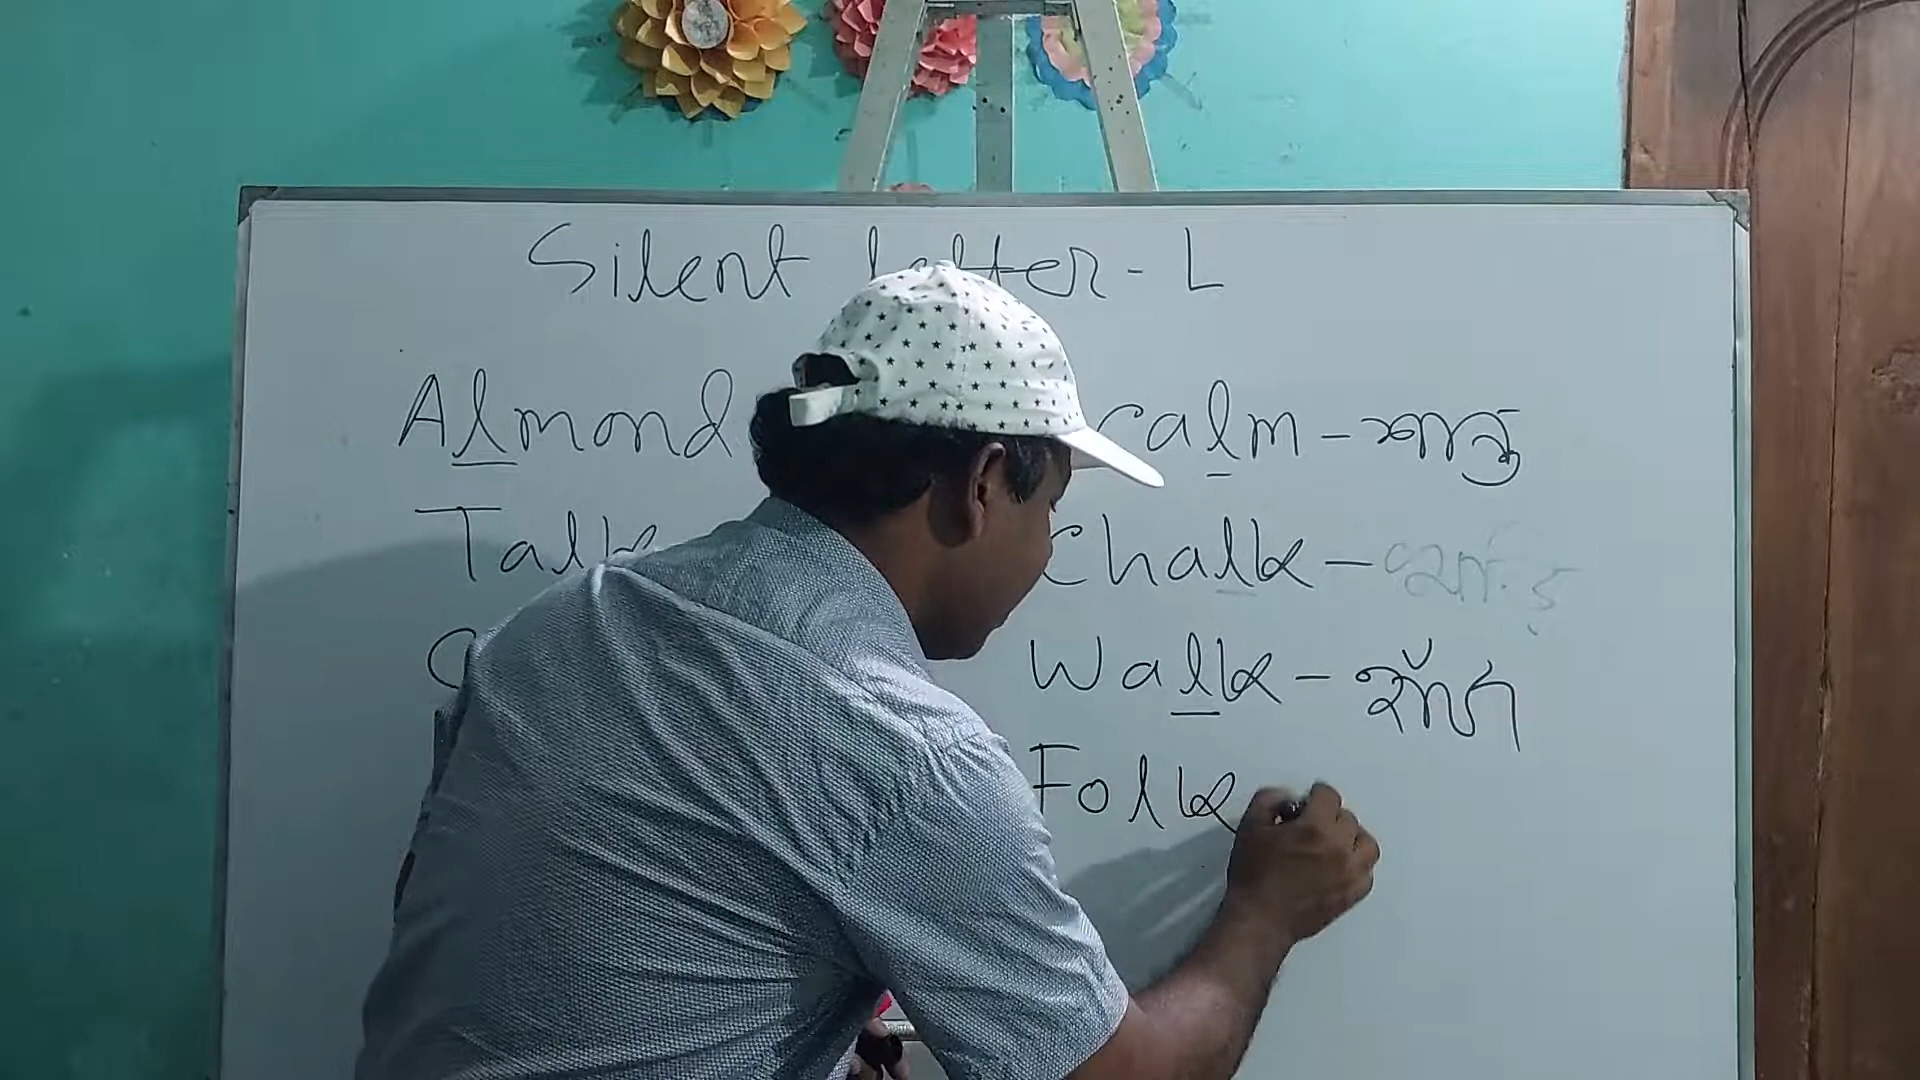 Silent letter - L
Almond calm - শান্ত
Talk chalk -
Walk - হাঁটা
Folk